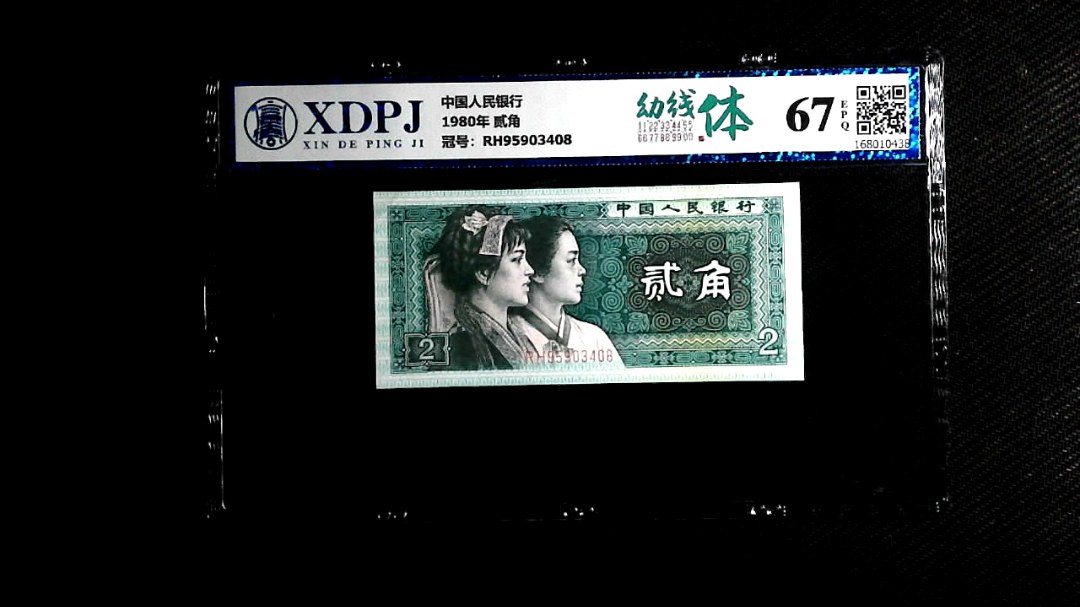 XDPJ
XIN DE PING JI
中国人民银行
1980年 贰角
冠号: RH95903408
幼线体
67
EPQ
168010438
中国人民银行
贰角
2
2
RH95903408